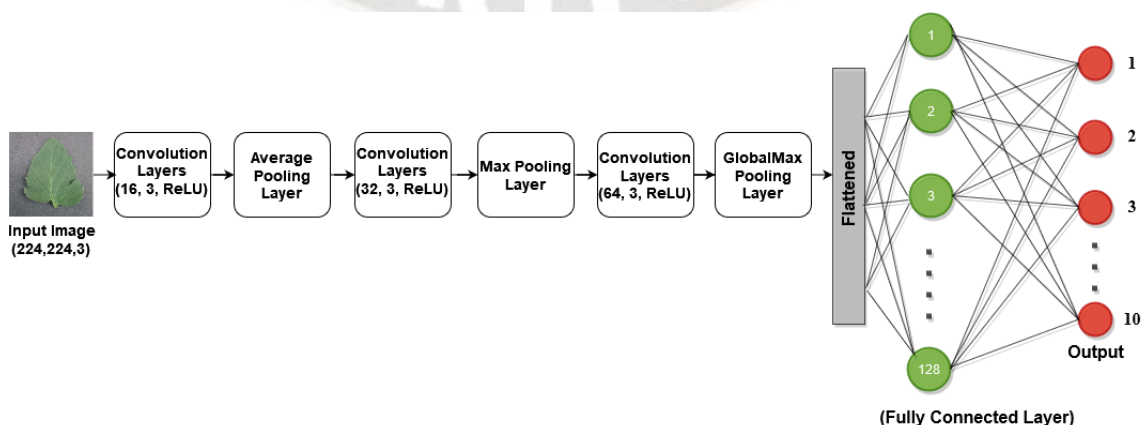 Input Image
(224,224,3)
Convolution
Layers
(16, 3, ReLU)
Average
Pooling
Layer
Convolution
Layers
(32, 3, ReLU)
Max Pooling
Layer
Convolution
Layers
(64, 3, ReLU)
GlobalMax
Pooling
Layer
Flattened
1
2
3
128
(Fully Connected Layer)
1
2
3
10
Output